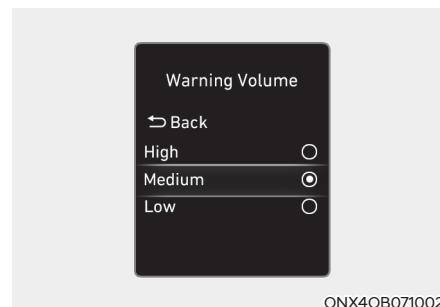 Warning Volume
Back
High
Medium
Low
ONX4OB071002